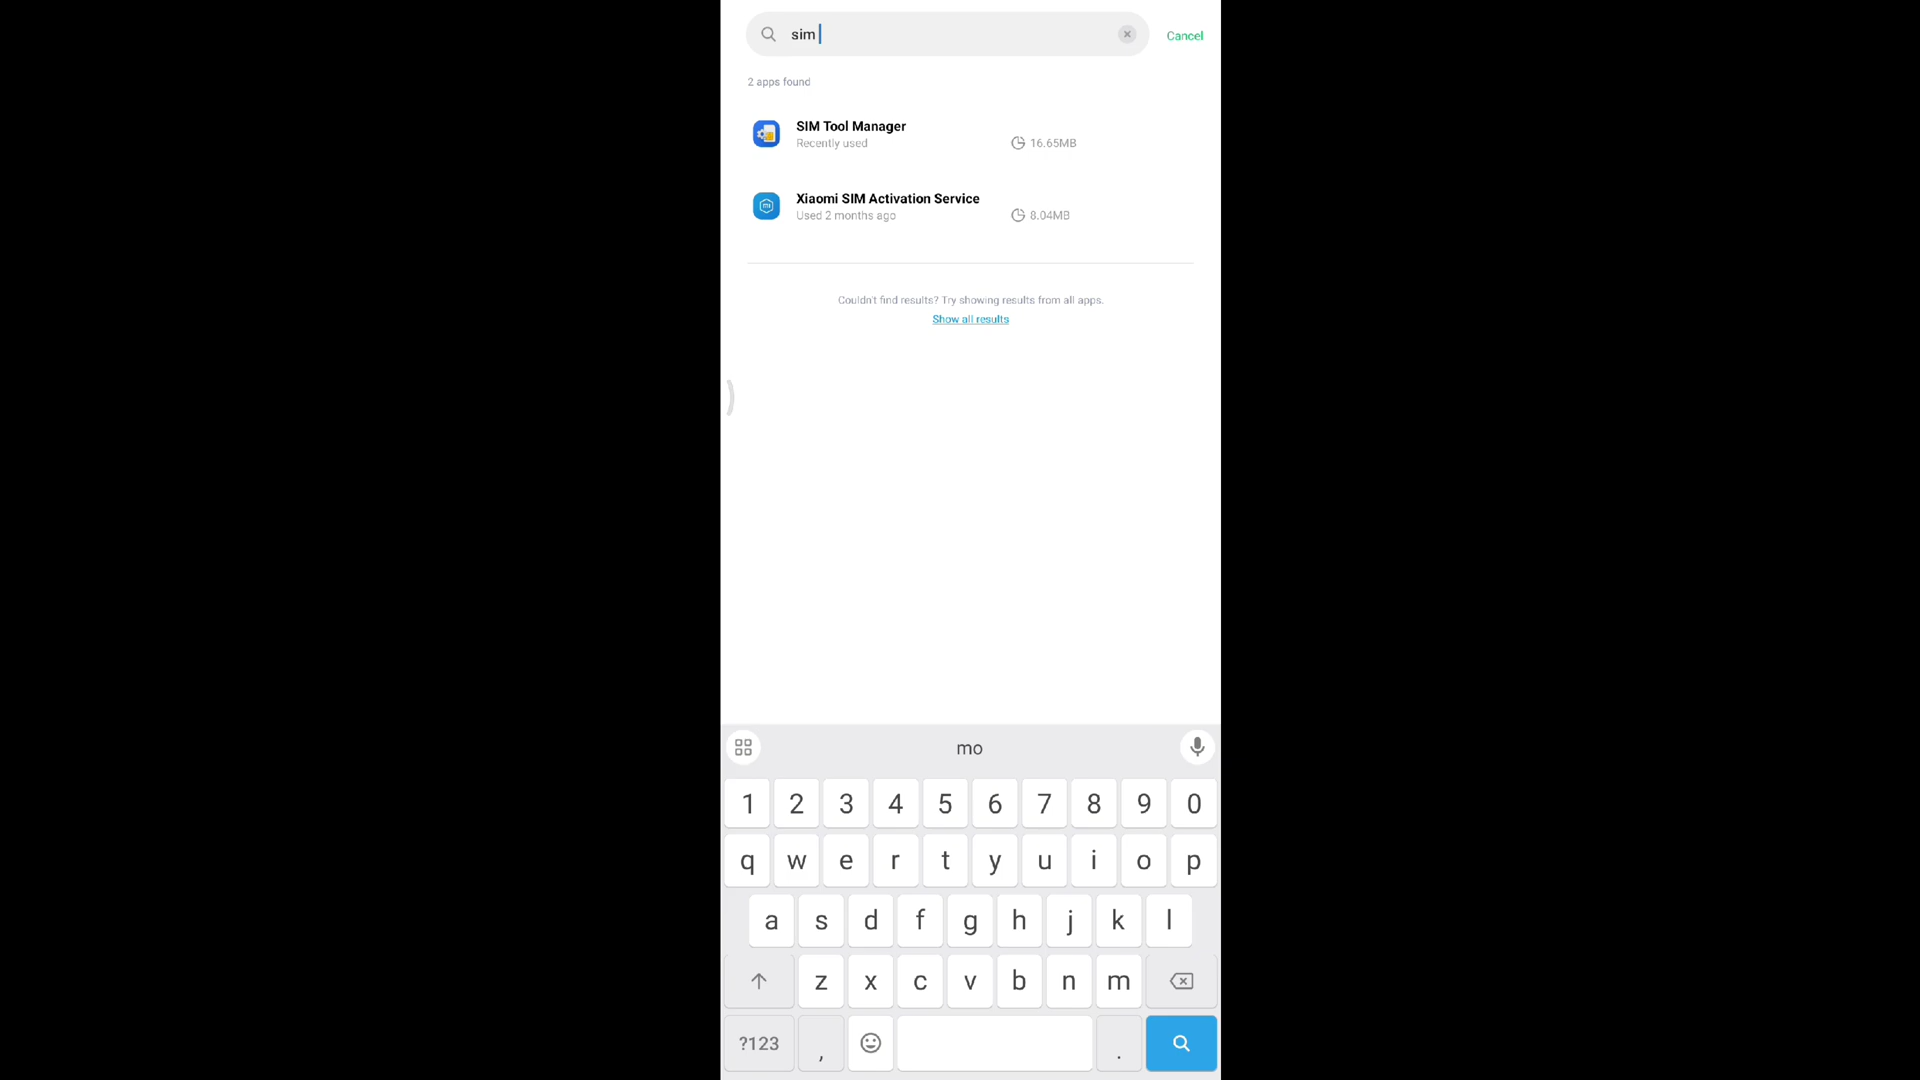 sim
Cancel
2 apps found
SIM Tool Manager
Recently used
16.65MB
mi
Xiaomi SIM Activation Service
Used 2 months ago
8.04MB
Couldn't find results? Try showing results from all apps.
Show all results
mo
1 2 3 4 5 6 7 8 9 0
q w e r t y u i o p
a s d f g h j k l
z x c v b n m
?123 , .